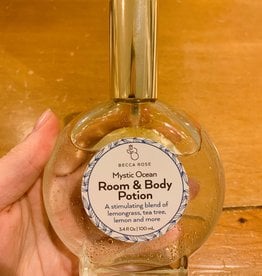 BECCA ROSE
Mystic Ocean
Room & Body
Potion
A stimulating blend of
lemongrass, tea tree,
lemon and more
3.4 fl Oz | 100 mL